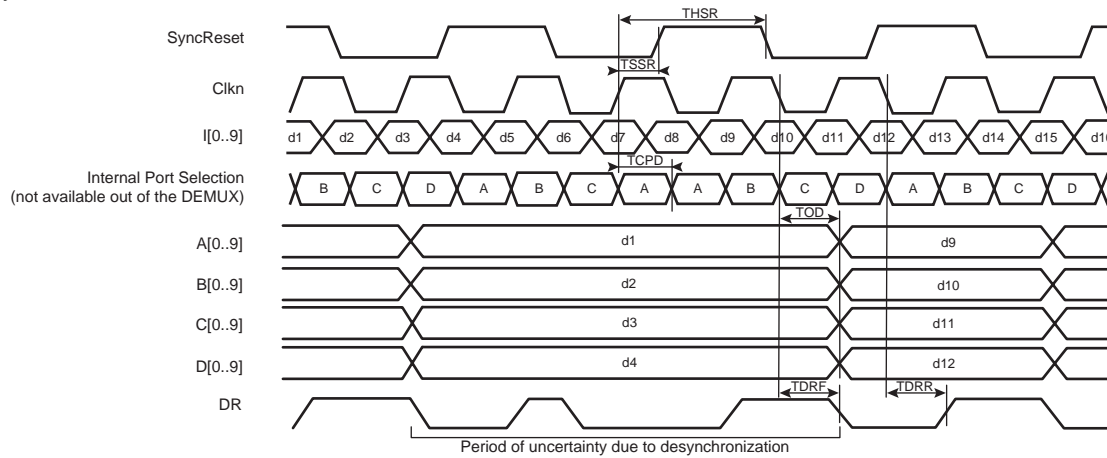 THSR
SyncReset
TSSR
Clkn
I[0..9] d1 d2 d3 d4 d5 d6 d7 d8 d9 d10 d11 d12 d13 d14 d15
TCPD
Internal Port Selection
(not available out of the DEMUX)
B C D A B C A A B C D A B C D
TOD
A[0..9] d1 d9
B[0..9] d2 d10
C[0..9] d3 d11
D[0..9] d4 d12
TDRF TDRR
DR
Period of uncertainty due to desynchronization